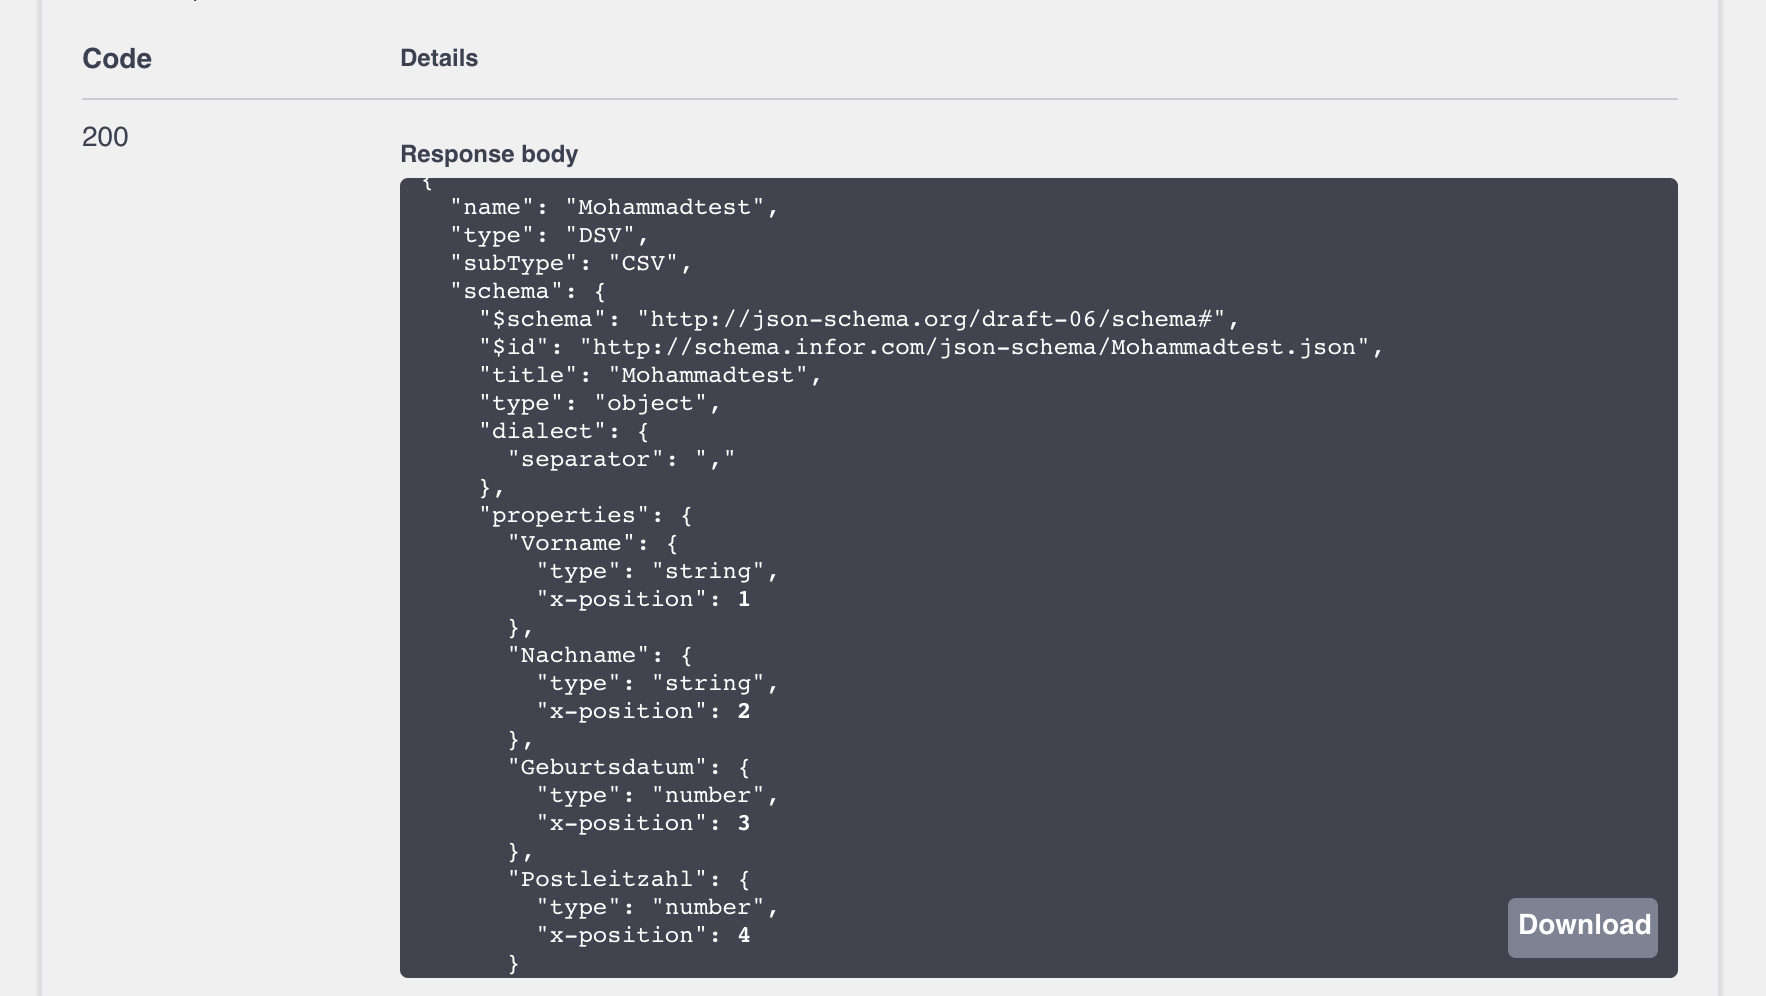 Code Details
200
Response body
{
  "name": "Mohammadtest",
  "type": "DSV",
  "subType": "CSV",
  "schema": {
    "$schema": "http://json-schema.org/draft-06/schema#",
    "$id": "http://schema.infor.com/json-schema/Mohammadtest.json",
    "title": "Mohammadtest",
    "type": "object",
    "dialect": {
      "separator": ","
    },
    "properties": {
      "Vorname": {
        "type": "string",
        "x-position": 1
      },
      "Nachname": {
        "type": "string",
        "x-position": 2
      },
      "Geburtsdatum": {
        "type": "number",
        "x-position": 3
      },
      "Postleitzahl": {
        "type": "number",
        "x-position": 4
      }
Download